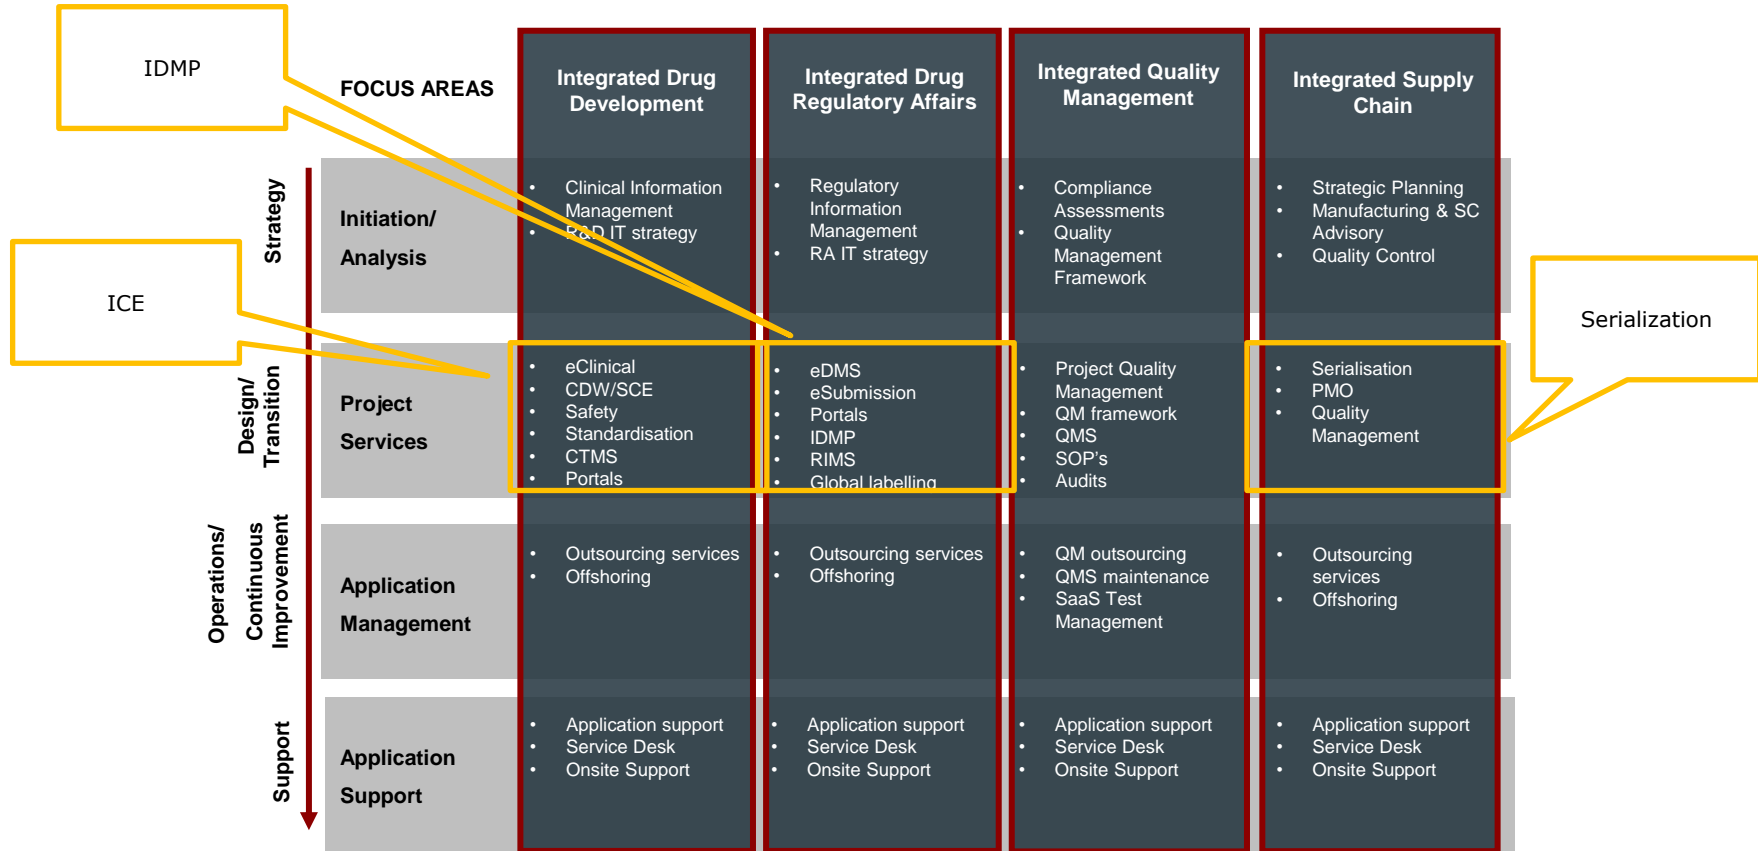 IDMP
FOCUS AREAS
Integrated Drug
Development
Integrated Drug
Regulatory Affairs
Integrated Quality
Management
Integrated Supply
Chain
Strategy
Initiation/
Analysis
• Clinical Information
Management
• R&D IT strategy
• Regulatory
Information
Management
• RA IT strategy
• Compliance
Assessments
• Quality
Management
Framework
• Strategic Planning
• Manufacturing & SC
Advisory
• Quality Control
ICE
Serialization
Design/
Transition
Project
Services
• eClinical
• CDW/SCE
• Safety
• Standardisation
• CTMS
• Portals
• eDMS
• eSubmission
• Portals
• IDMP
• RIMS
• Global labelling
• Project Quality
Management
• QM framework
• QMS
• SOP's
• Audits
• Serialisation
• PMO
• Quality
Management
Operations/
Continuous
Improvement
Application
Management
• Outsourcing services
• Offshoring
• Outsourcing services
• Offshoring
• QM outsourcing
• QMS maintenance
• SaaS Test
Management
• Outsourcing
services
• Offshoring
Support
Application
Support
• Application support
• Service Desk
• Onsite Support
• Application support
• Service Desk
• Onsite Support
• Application support
• Service Desk
• Onsite Support
• Application support
• Service Desk
• Onsite Support